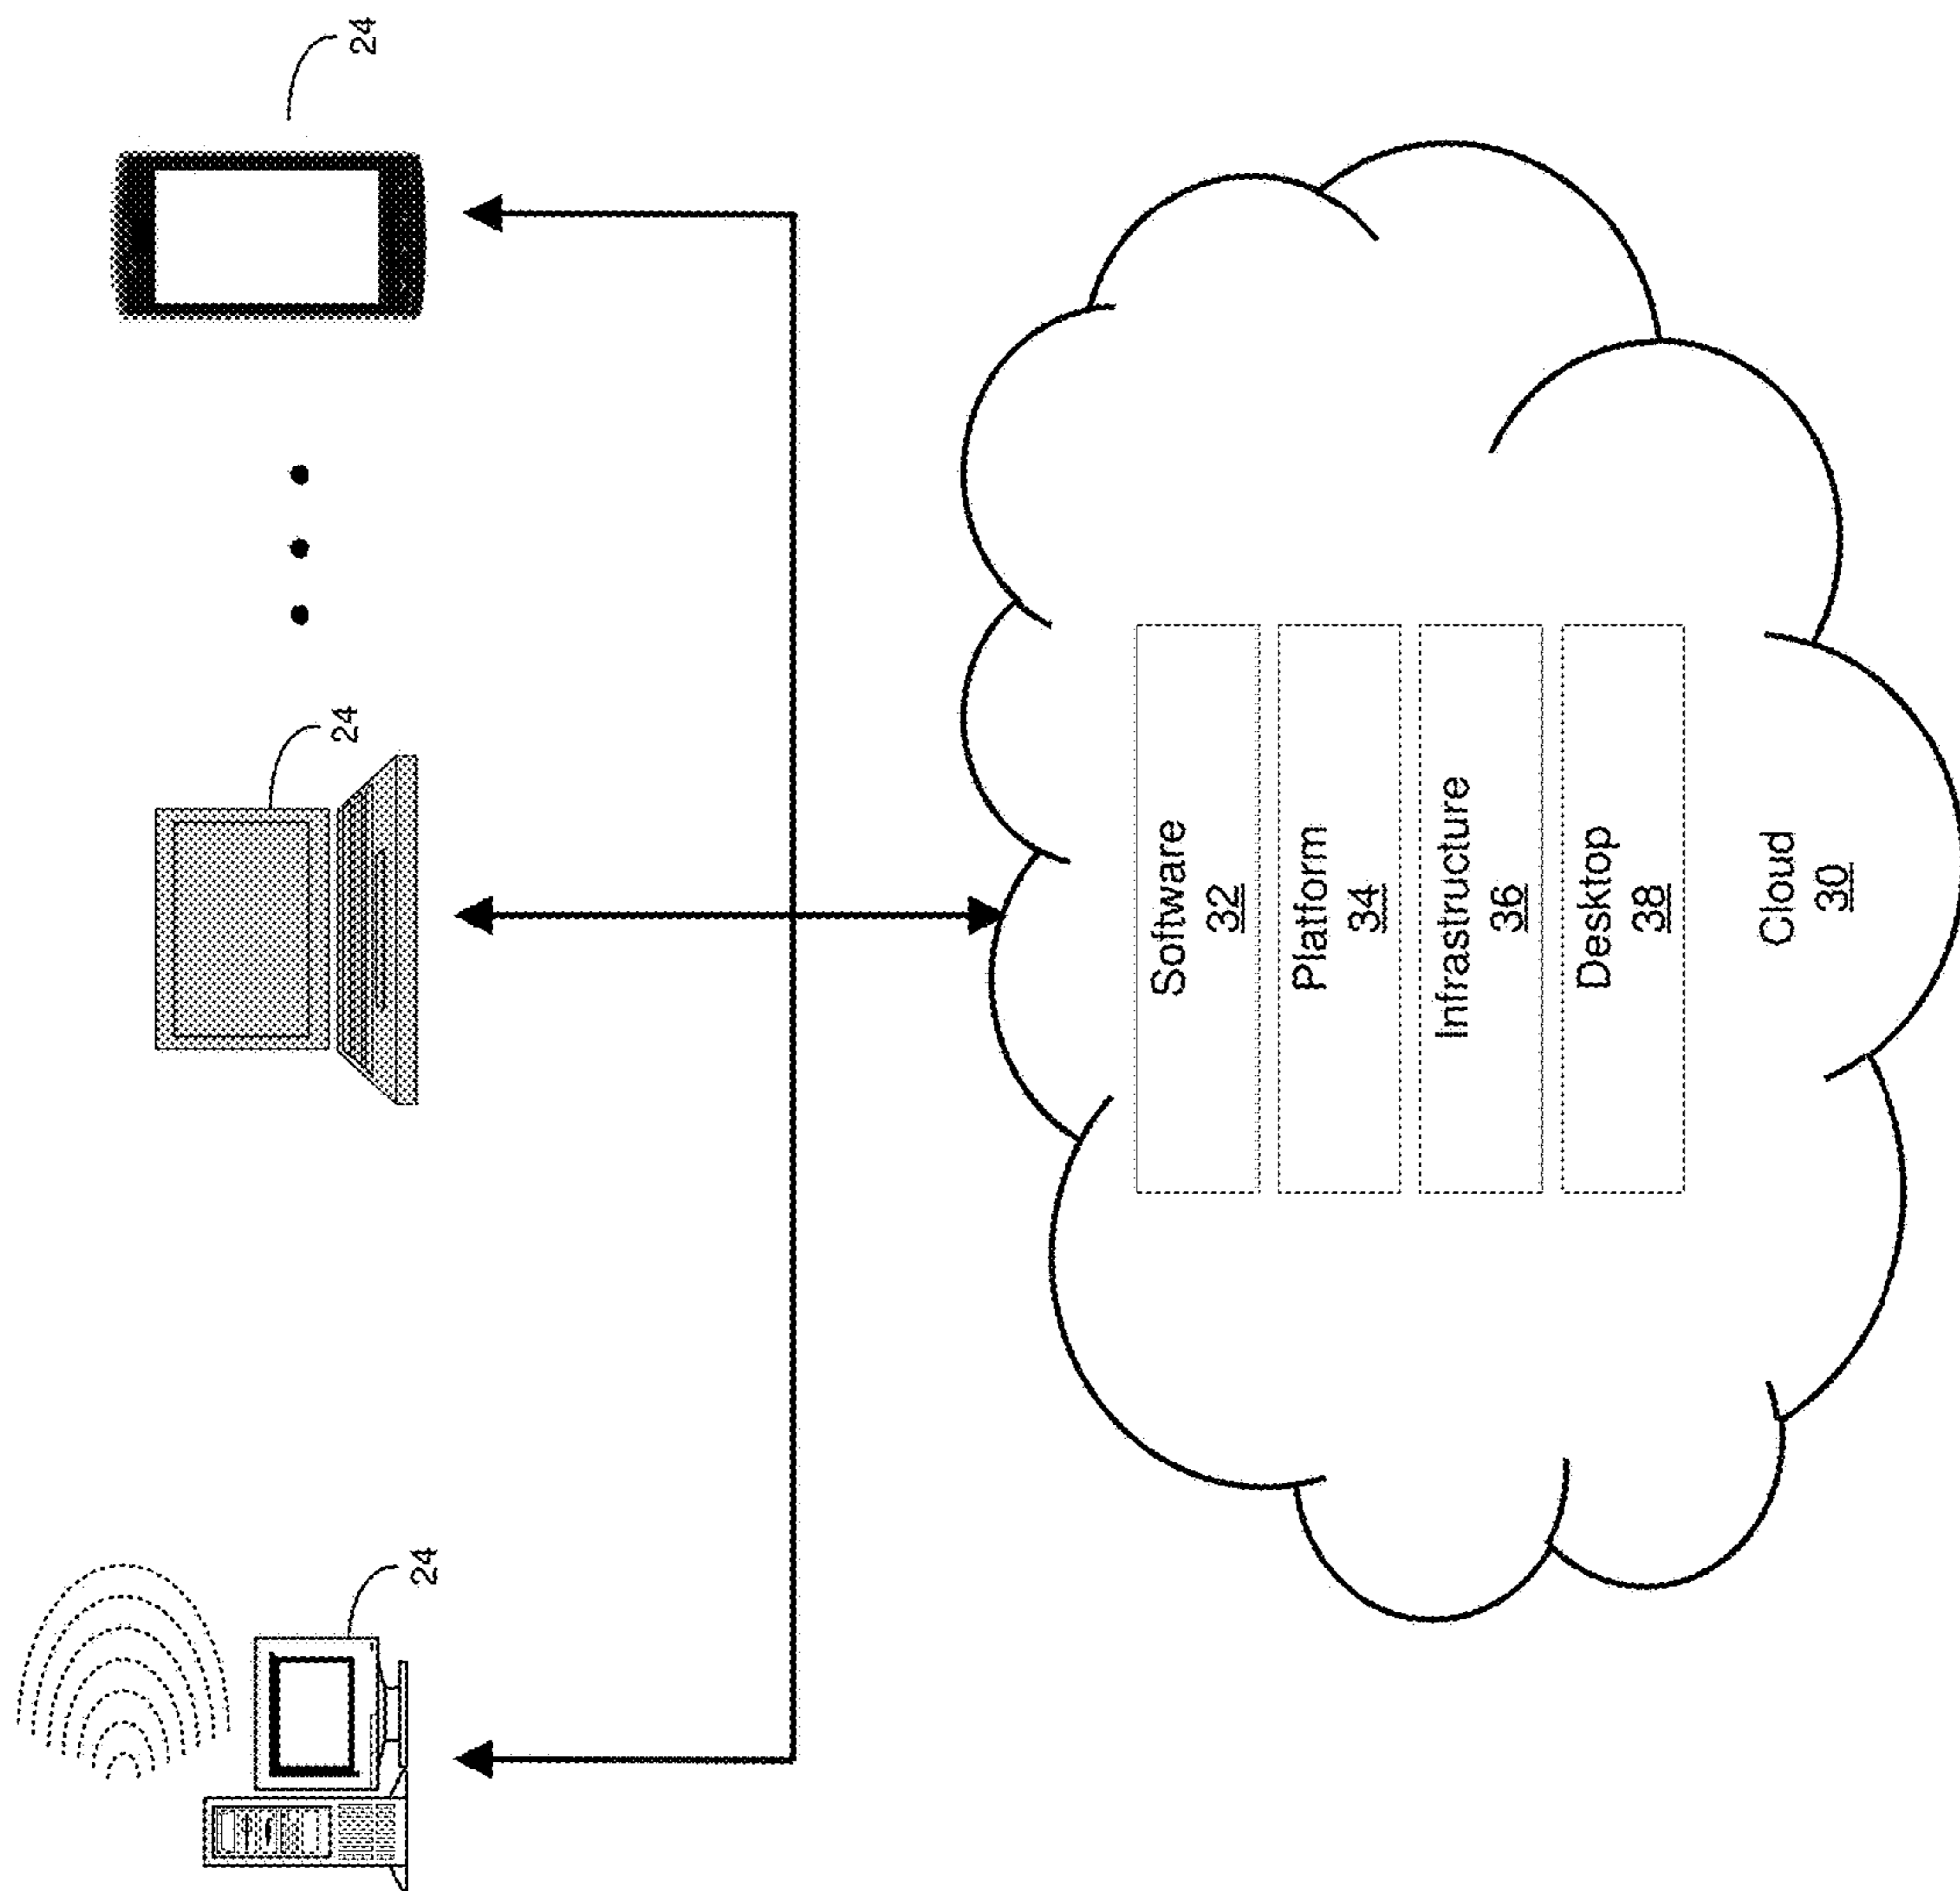 24
24
24
Software
32
Platform
34
Infrastructure
36
Desktop
38
Cloud
30